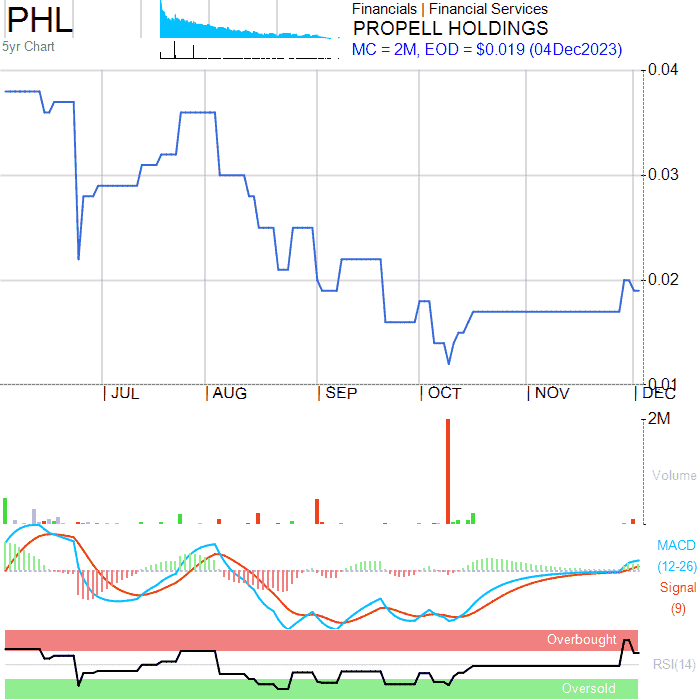 PHL
5yr Chart
Financials | Financial Services
PROPELL HOLDINGS
MC = 2M, EOD = $0.019 (04Dec2023)
0.04
0.03
0.02
0.01
JUL AUG SEP OCT NOV DEC
2M
Volume
MACD
(12-26)
Signal
(9)
Overbought
RSI(14)
Oversold